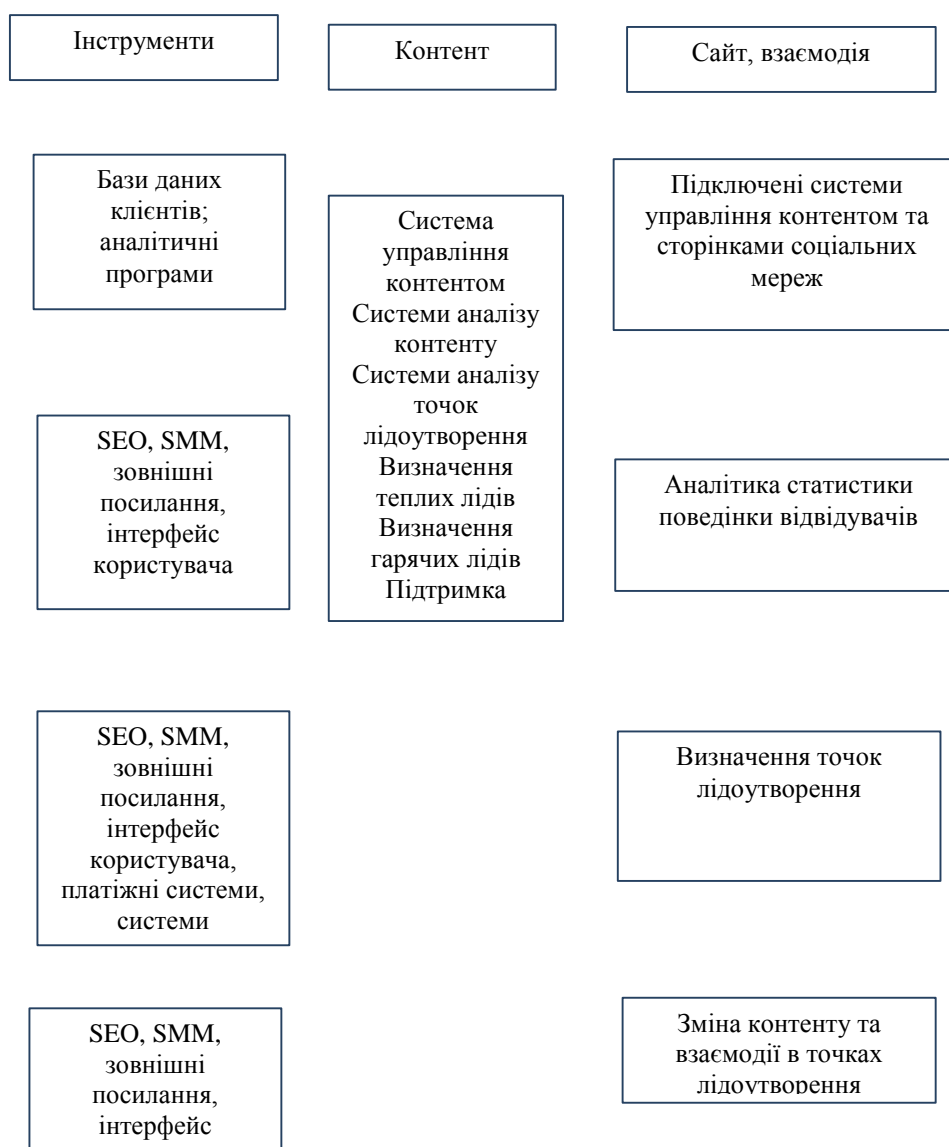 Інструменти
Контент
Сайт, взаємодія
Бази даних
клієнтів;
аналітичні
програми
Система
управління
контентом
Системи аналізу
контенту
Системи аналізу
точок
лідоутворення
Визначення
теплих лідів
Визначення
гарячих лідів
Підтримка
Підключені системи
управління контентом та
сторінками соціальних
мереж
SEO, SMM,
зовнішні
посилання,
інтерфейс
користувача
Аналітика статистики
поведінки відвідувачів
SEO, SMM,
зовнішні
посилання,
інтерфейс
користувача,
платіжні системи,
системи
Визначення точок
лідоутворення
SEO, SMM,
зовнішні
посилання,
інтерфейс
Зміна контенту та
взаємодії в точках
лідоутворення